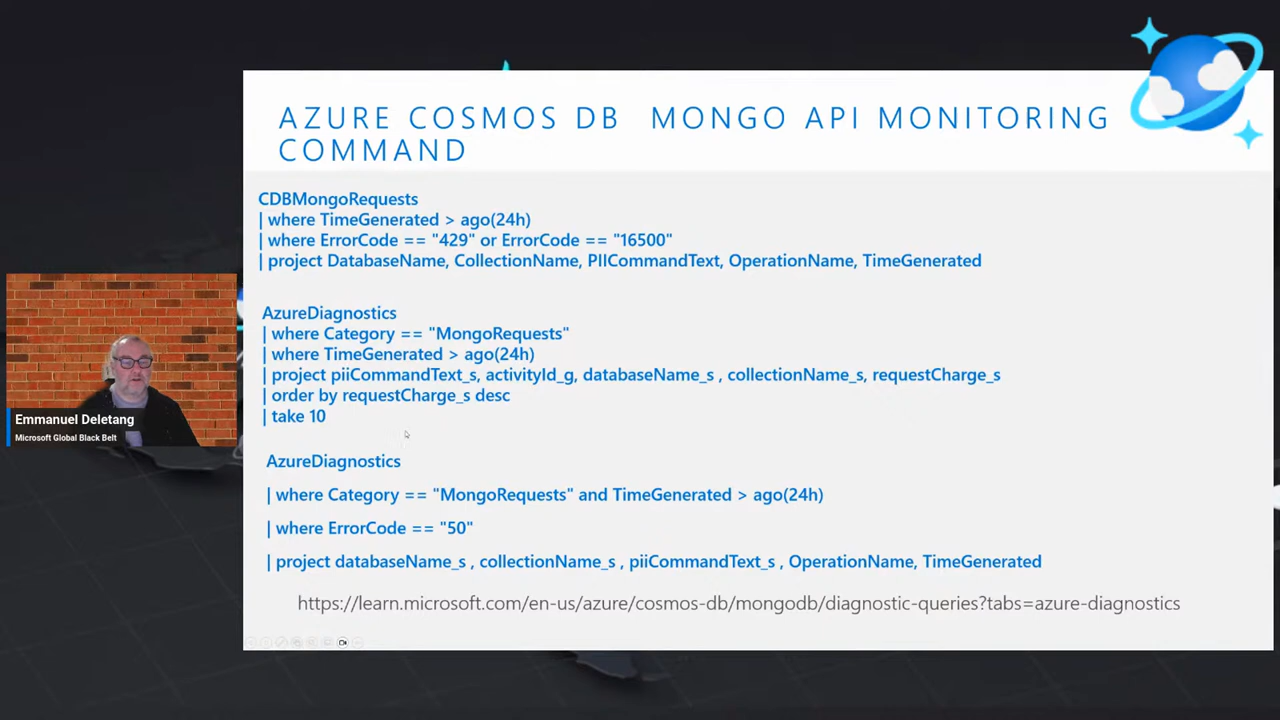 AZURE COSMOS DB MONGO API MONITORING
COMMAND
CDBMongoRequests
| where TimeGenerated > ago(24h)
| where ErrorCode == "429" or ErrorCode == "16500"
| project DatabaseName, CollectionName, PIICommandText, OperationName, TimeGenerated
AzureDiagnostics
| where Category == "MongoRequests"
| where TimeGenerated > ago(24h)
| project piiCommandText_s, activityId_g, databaseName_s , collectionName_s, requestCharge_s
| order by requestCharge_s desc
| take 10
AzureDiagnostics
| where Category == "MongoRequests" and TimeGenerated > ago(24h)
| where ErrorCode == "50"
| project databaseName_s , collectionName_s , piiCommandText_s , OperationName, TimeGenerated
https://learn.microsoft.com/en-us/azure/cosmos-db/mongodb/diagnostic-queries?tabs=azure-diagnostics
Emmanuel Deletang
Microsoft Global Black Belt